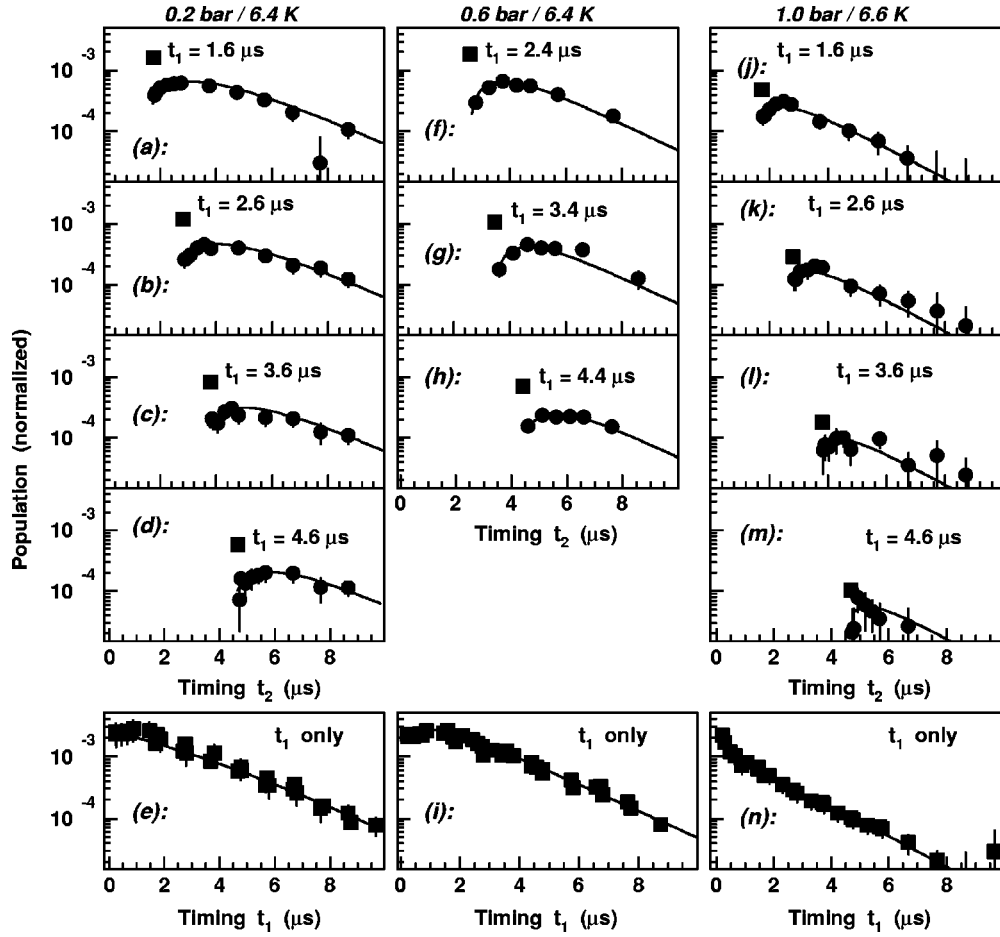 0.2 bar / 6.4 K
0.6 bar / 6.4 K
1.0 bar / 6.6 K
Population (normalized)
10⁻³
10⁻⁴
t₁ = 1.6 μs
(a):
t₁ = 2.4 μs
(f):
(j):
t₁ = 1.6 μs
10⁻³
10⁻⁴
t₁ = 2.6 μs
(b):
t₁ = 3.4 μs
(g):
(k):
t₁ = 2.6 μs
10⁻³
10⁻⁴
t₁ = 3.6 μs
(c):
(h):
t₁ = 4.4 μs
(l):
t₁ = 3.6 μs
0 2 4 6 8
Timing t₂ (μs)
10⁻³
10⁻⁴
(d):
t₁ = 4.6 μs
(m):
t₁ = 4.6 μs
0 2 4 6 8
0 2 4 6 8
Timing t₂ (μs)
Timing t₂ (μs)
10⁻³
10⁻⁴
t₁ only
(e):
t₁ only
(i):
t₁ only
(n):
0 2 4 6 8
0 2 4 6 8
0 2 4 6 8
Timing t₁ (μs)
Timing t₁ (μs)
Timing t₁ (μs)